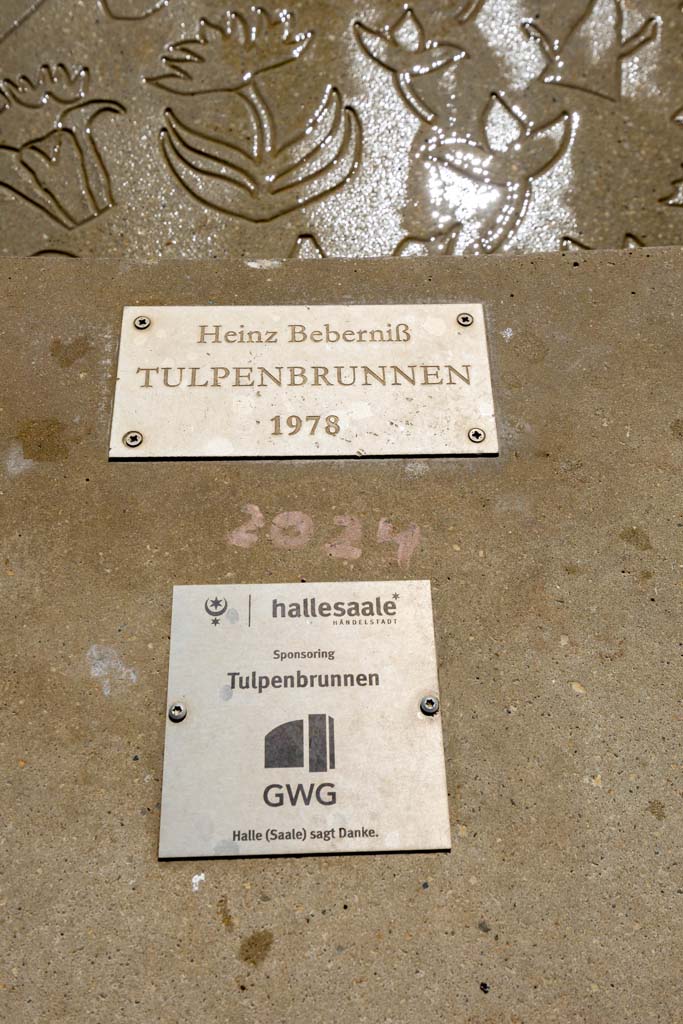 Heinz Beberniß
TULPENBRUNNEN
1978
2024
hallesaale*
HÄNDELSTADT
Sponsoring
Tulpenbrunnen
GWG
Halle (Saale) sagt Danke.